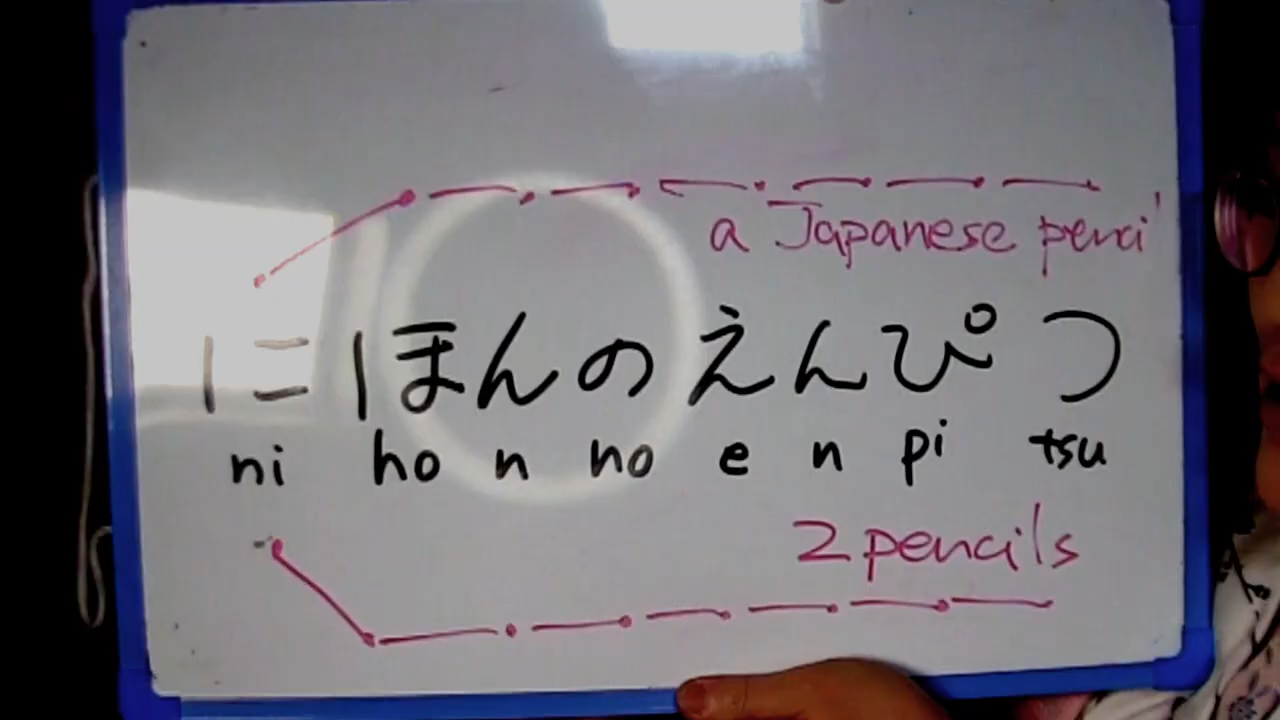 a Japanese penci
にほんのえんぴつ
ni ho n no e n pi tsu
2 pencils